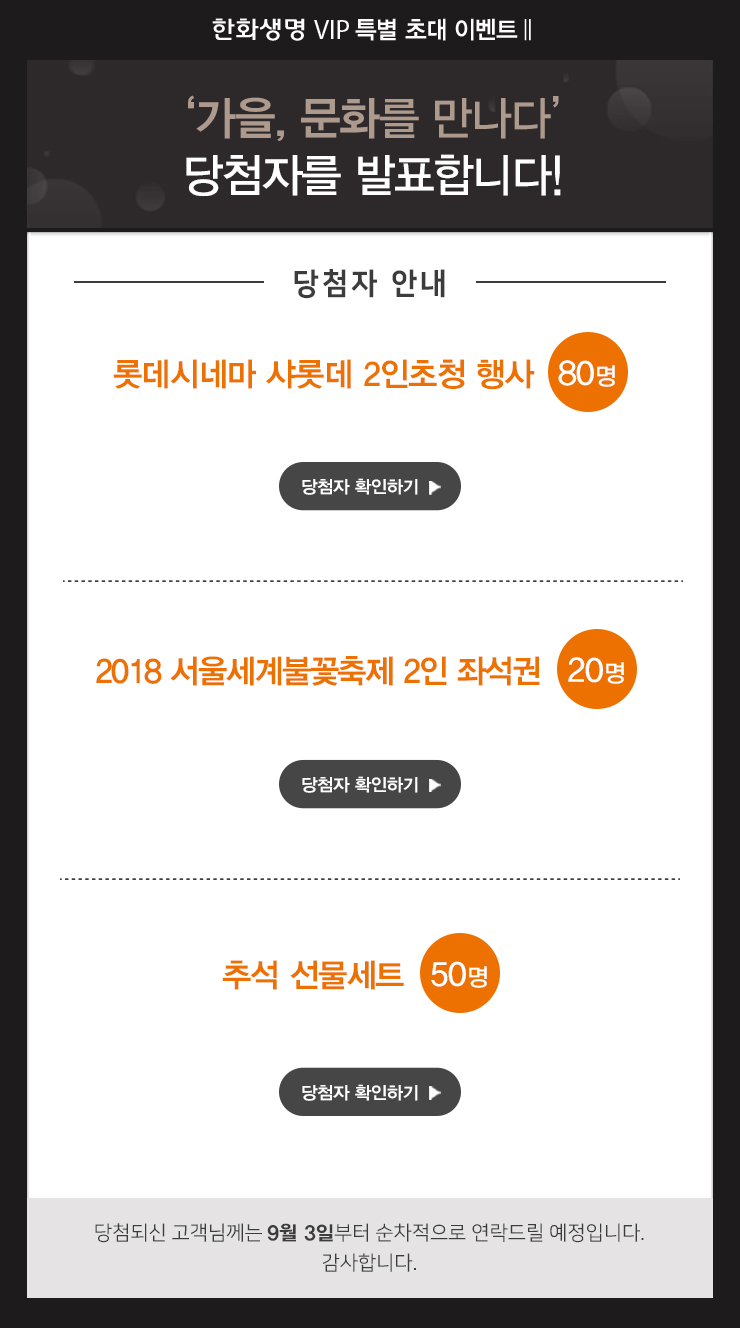 한화생명 VIP 특별 초대 이벤트 Ⅱ
‘가을, 문화를 만나다’
당첨자를 발표합니다!
당첨자 안내
롯데시네마 샤롯데 2인초청 행사 80명
당첨자 확인하기 ▶
2018 서울세계불꽃축제 2인 좌석권 20명
당첨자 확인하기 ▶
추석 선물세트 50명
당첨자 확인하기 ▶
당첨되신 고객님께는 9월 3일부터 순차적으로 연락드릴 예정입니다.
감사합니다.